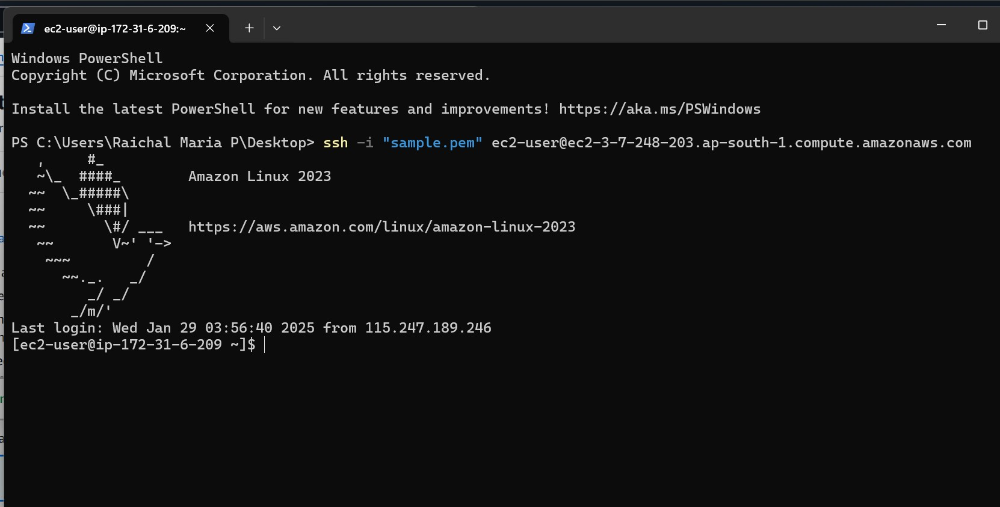 ec2-user@ip-172-31-6-209:~
Windows PowerShell
Copyright (C) Microsoft Corporation. All rights reserved.
Install the latest PowerShell for new features and improvements! https://aka.ms/PSWindows
PS C:\Users\Raichal Maria P\Desktop> ssh -i "sample.pem" ec2-user@ec2-3-7-248-203.ap-south-1.compute.amazonaws.com
   ,     #_
   ~\_  ####_        Amazon Linux 2023
  ~~  \_#####\
  ~~     \###|
  ~~       \#/ ___   https://aws.amazon.com/linux/amazon-linux-2023
   ~~       V~' '->
    ~~~         /
      ~~._.   _/
         _/ _/
       _/m/'
Last login: Wed Jan 29 03:56:40 2025 from 115.247.189.246
[ec2-user@ip-172-31-6-209 ~]$